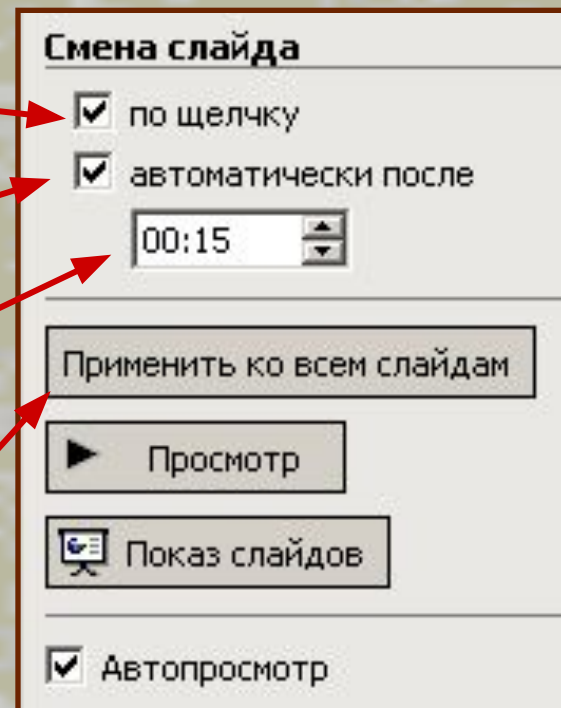 Смена слайда
по щелчку
автоматически после
00:15
Применить ко всем слайдам
Просмотр
Показ слайдов
Автопросмотр